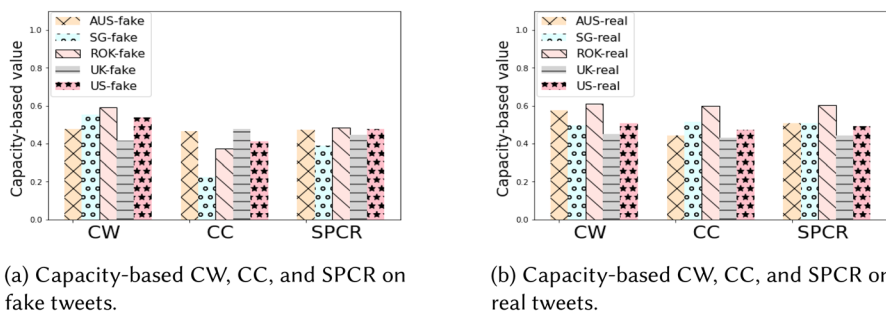 Capacity-based value
1.0
0.8
0.6
0.4
0.2
0.0
AUS-fake
SG-fake
ROK-fake
UK-fake
US-fake
CW CC SPCR
(a) Capacity-based CW, CC, and SPCR on
fake tweets.
Capacity-based value
1.0
0.8
0.6
0.4
0.2
0.0
AUS-real
SG-real
ROK-real
UK-real
US-real
CW CC SPCR
(b) Capacity-based CW, CC, and SPCR on
real tweets.